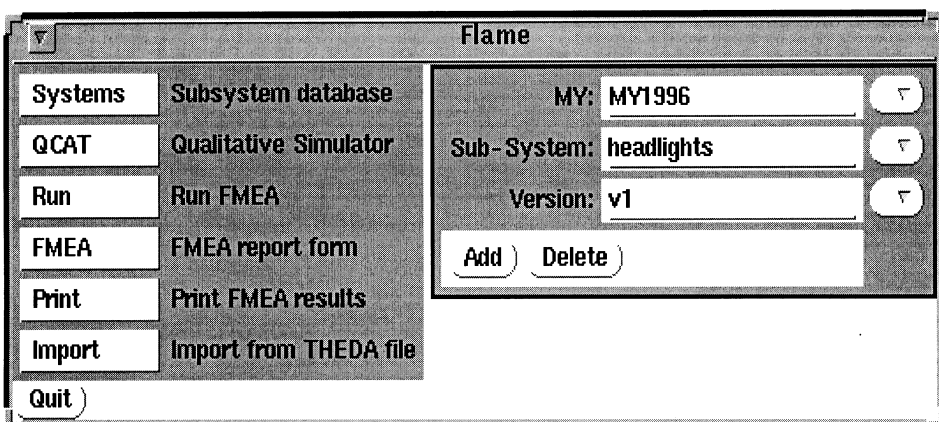 Flame
Systems Subsystem database
QCAT Qualitative Simulator
Run Run FMEA
FMEA FMEA report form
Print Print FMEA results
Import Import from THEDA file
Quit
MY: MY1996
Sub-System: headlights
Version: v1
Add Delete